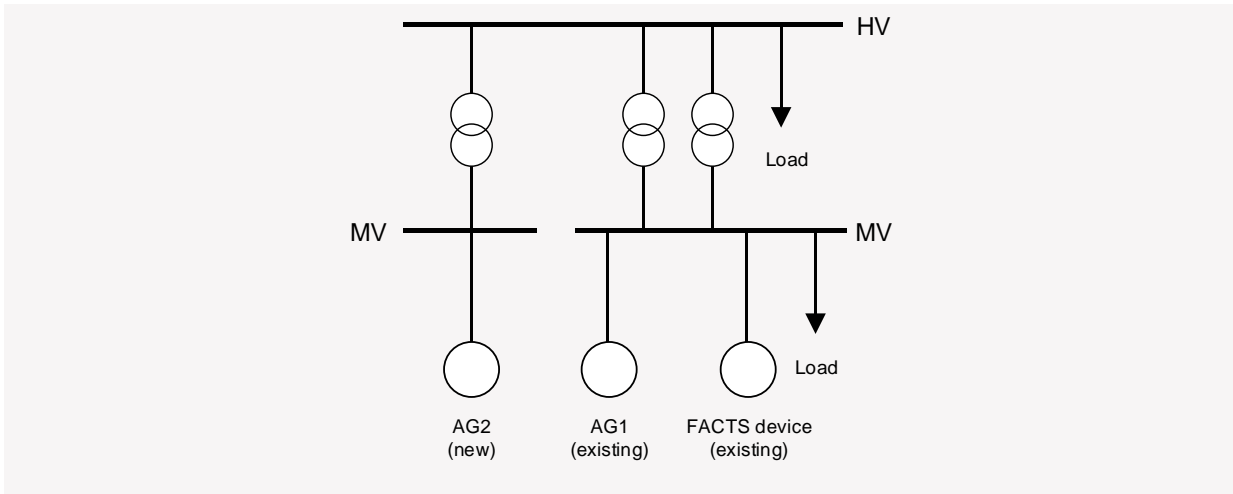 HV
Load
MV
MV
Load
AG2
(new)
AG1
(existing)
FACTS device
(existing)